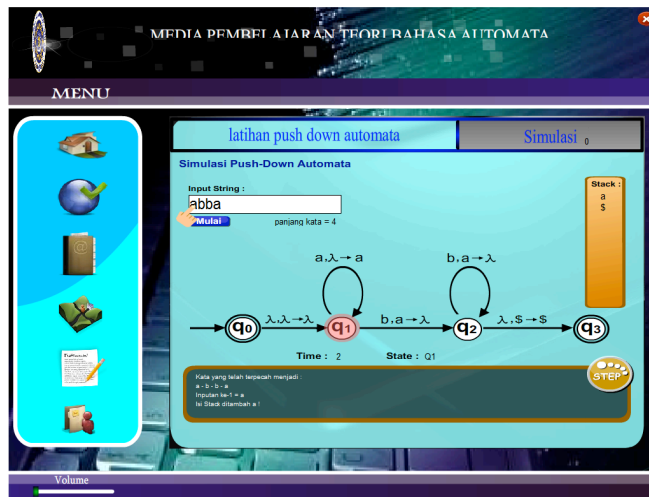 MEDIA PEMBELAJARAN TEORI BAHASA AUTOMATA
MENU
latihan push down automata
Simulasi 0
Simulasi Push-Down Automata
Input String :
abba
Mulai
panjang kata = 4
Stack :
a
$
a,λ→a
b,a→λ
q0
λ,λ→λ
q1
b,a→λ
q2
λ,$→$
q3
Time : 2
State : Q1
Kata yang telah terpecah menjadi :
a - b - b - a
Inputan ke-1 = a
Isi Stack ditambah a !
STEP
Volume